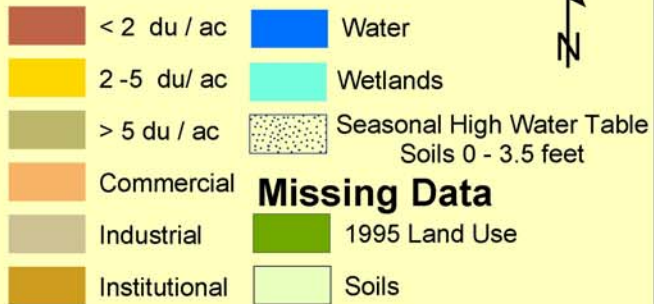 < 2 du / ac
2 -5 du/ ac
> 5 du / ac
Commercial
Industrial
Institutional
Water
Wetlands
Seasonal High Water Table
Soils 0 - 3.5 feet
Missing Data
1995 Land Use
Soils
N